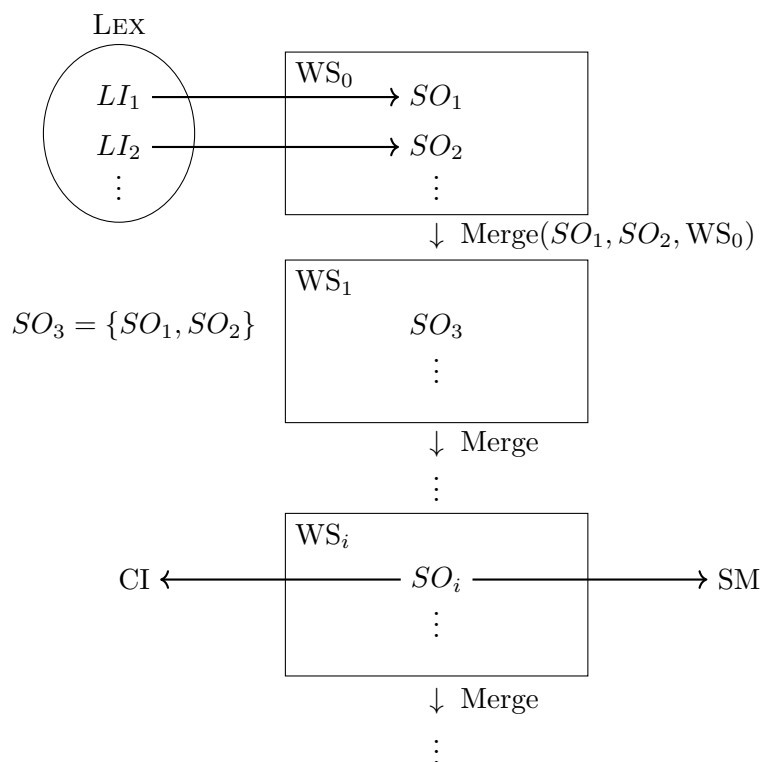 LEX
WS₀
LI₁ SO₁
LI₂ SO₂
⋮ ⋮
↓ Merge(SO₁, SO₂, WS₀)
WS₁
SO₃ = {SO₁, SO₂} SO₃
⋮
↓ Merge
⋮
WSᵢ
CI SOᵢ SM
⋮
↓ Merge
⋮